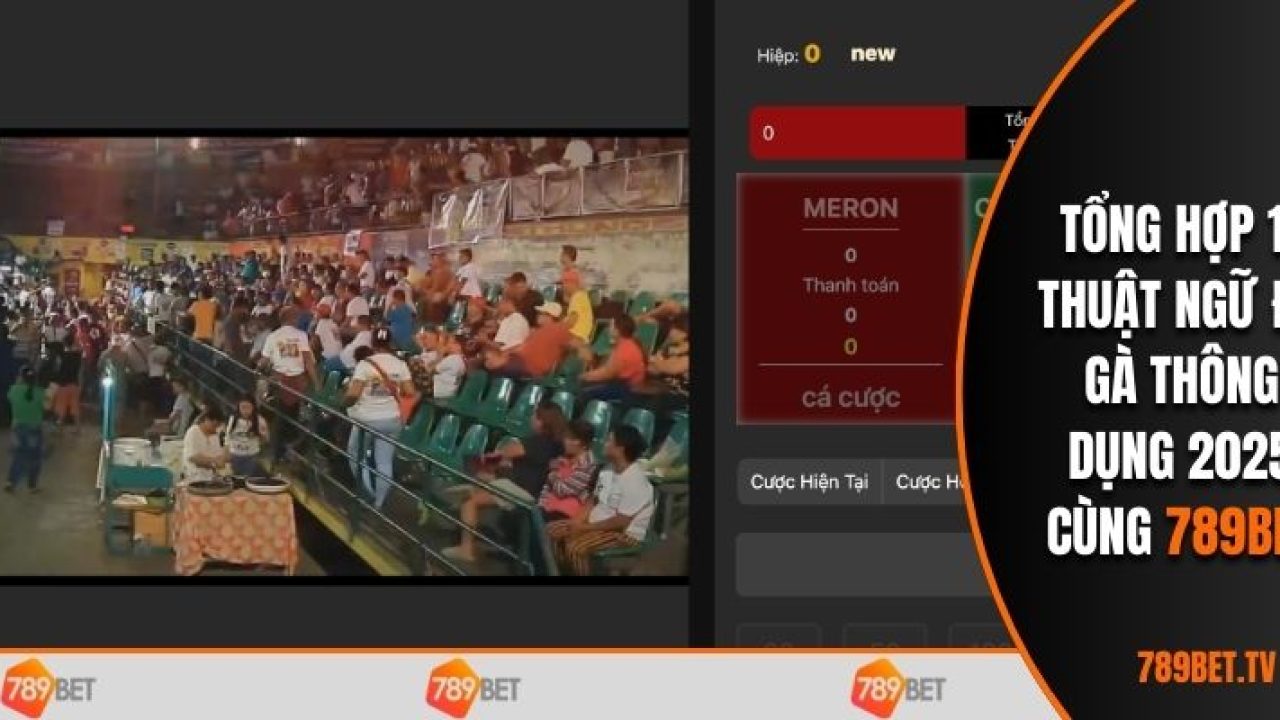 Hiệp: 0 new
0
MERON
0
Thanh toán
0
0
cá cược
Cược Hiện Tại
Cược
TỔNG HỢP
THUẬT NGỮ
GÀ THÔNG
DỤNG 2025
CÙNG 789BE
789BET.TV
789BET
789BET
789BET